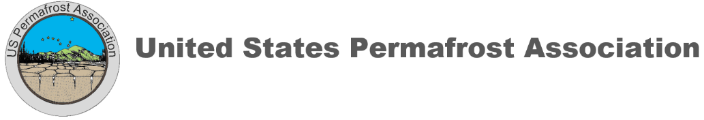 US Permafrost Association
United States Permafrost Association